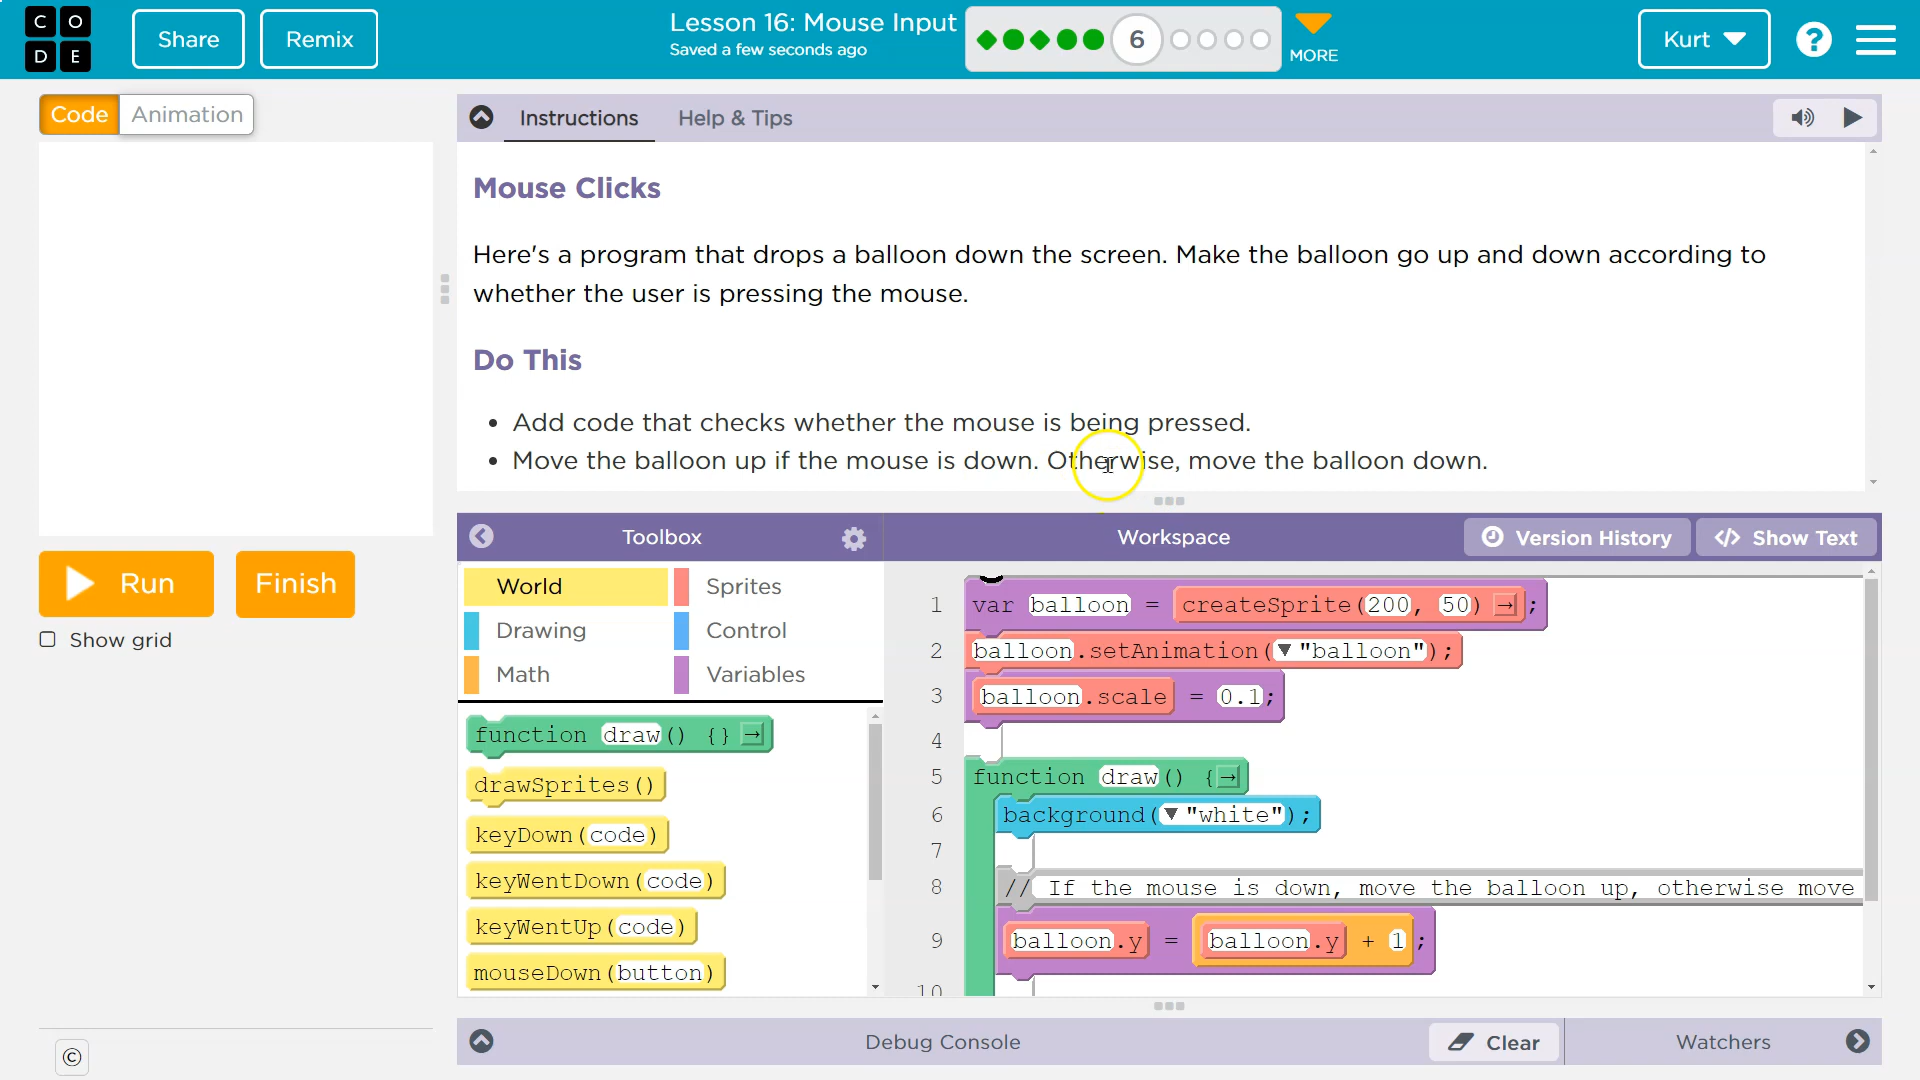 C O
D E
Share
Remix
Lesson 16: Mouse Input
Saved a few seconds ago
6
MORE
Kurt
?
Code
Animation
Instructions
Help & Tips
Mouse Clicks
Here's a program that drops a balloon down the screen. Make the balloon go up and down according to
whether the user is pressing the mouse.
Do This
• Add code that checks whether the mouse is being pressed.
• Move the balloon up if the mouse is down. Otherwise, move the balloon down.
Run
Finish
Show grid
©
Toolbox
World
Sprites
Drawing
Control
Math
Variables
function draw() {}
drawSprites()
keyDown(code)
keyWentDown(code)
keyWentUp(code)
mouseDown(button)
Workspace
Version History
</> Show Text
1 var balloon = createSprite(200, 50);
2 balloon.setAnimation("balloon");
3 balloon.scale = 0.1;
4
5 function draw() {
6 background("white");
7
8 // If the mouse is down, move the balloon up, otherwise move
9 balloon.y = balloon.y + 1;
10
Debug Console
Clear
Watchers